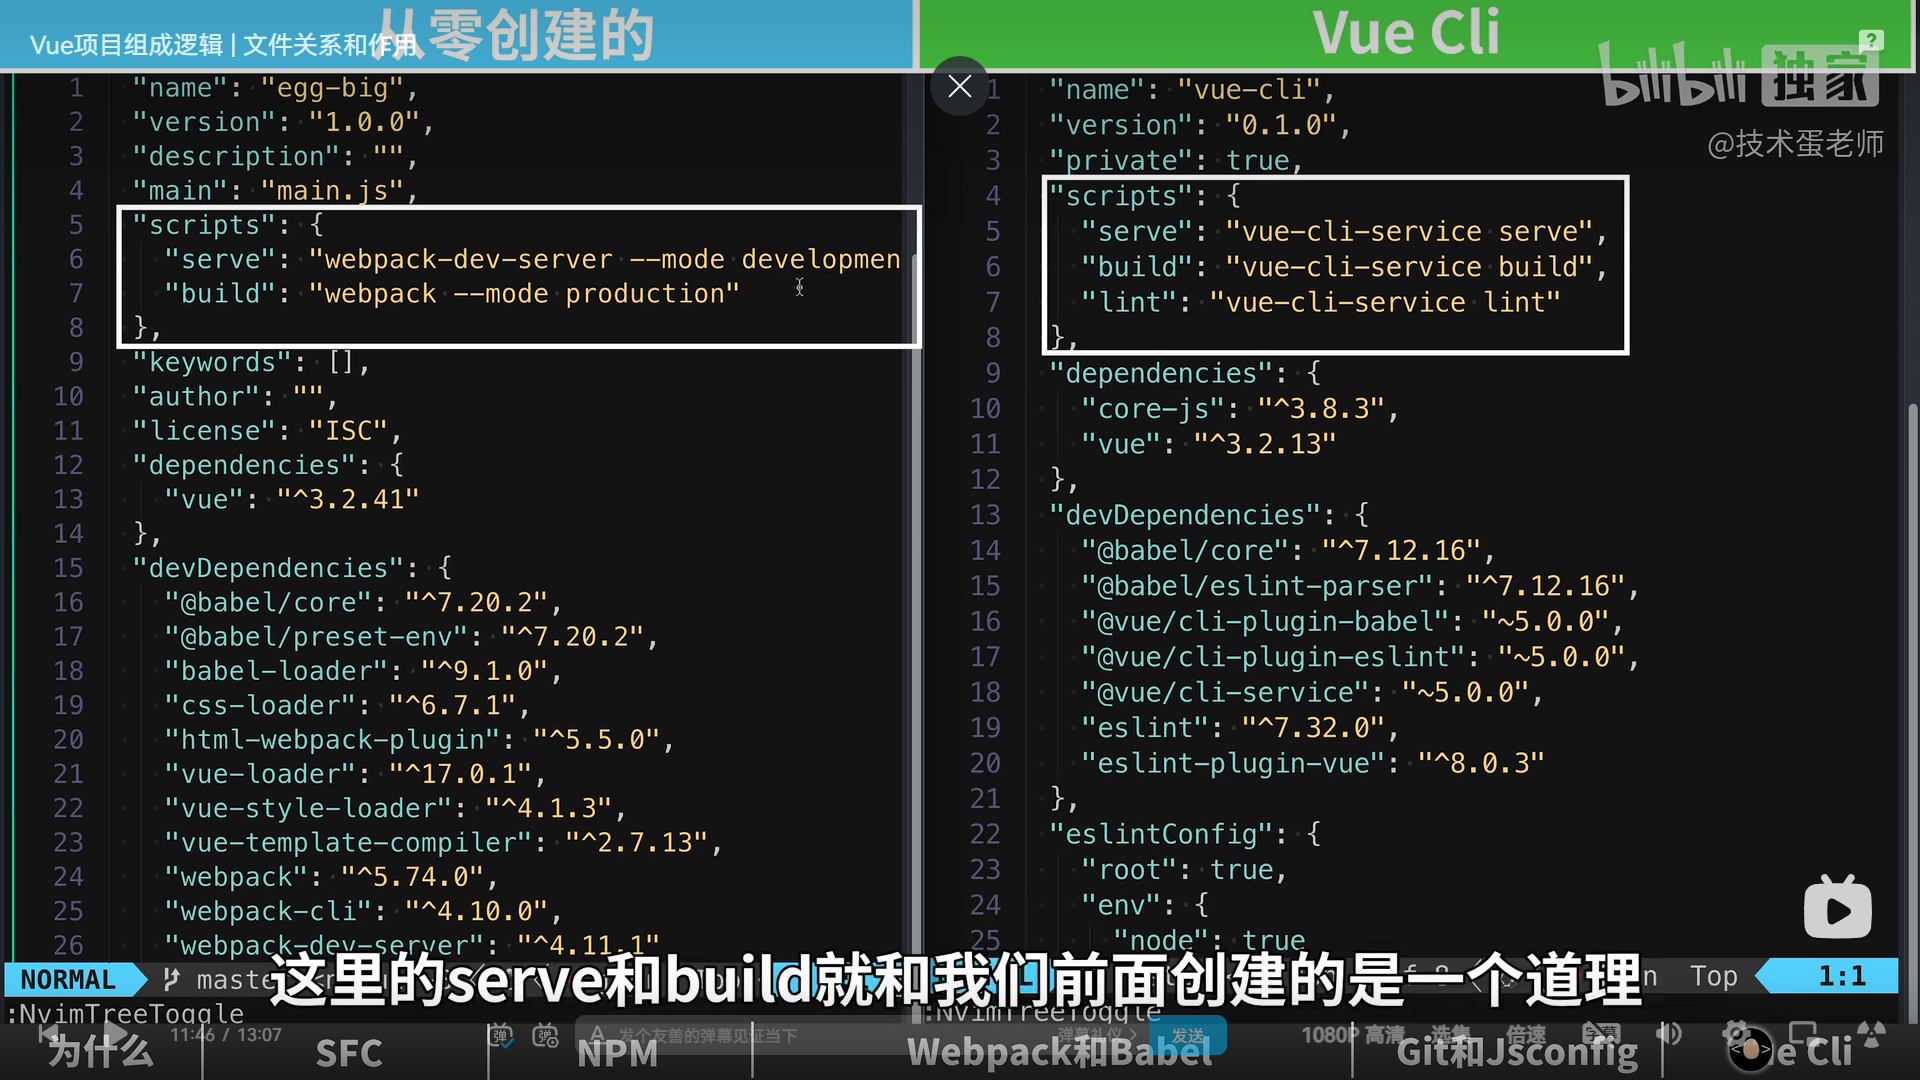 从零创建的
Vue Cli
Vue项目组成逻辑 | 文件关系和作用
bilibili 独家
@技术蛋老师
1 "name": "egg-big",
2 "version": "1.0.0",
3 "description": "",
4 "main": "main.js",
5 "scripts": {
6 "serve": "webpack-dev-server --mode developmen
7 "build": "webpack --mode production"
8 },
9 "keywords": [],
10 "author": "",
11 "license": "ISC",
12 "dependencies": {
13 "vue": "^3.2.41"
14 },
15 "devDependencies": {
16 "@babel/core": "^7.20.2",
17 "@babel/preset-env": "^7.20.2",
18 "babel-loader": "^9.1.0",
19 "css-loader": "^6.7.1",
20 "html-webpack-plugin": "^5.5.0",
21 "vue-loader": "^17.0.1",
22 "vue-style-loader": "^4.1.3",
23 "vue-template-compiler": "^2.7.13",
24 "webpack": "^5.74.0",
25 "webpack-cli": "^4.10.0",
26 "webpack-dev-server": "^4.11.1"
NORMAL master
:NvimTreeToggle
1 "name": "vue-cli",
2 "version": "0.1.0",
3 "private": true,
4 "scripts": {
5 "serve": "vue-cli-service serve",
6 "build": "vue-cli-service build",
7 "lint": "vue-cli-service lint"
8 },
9 "dependencies": {
10 "core-js": "^3.8.3",
11 "vue": "^3.2.13"
12 },
13 "devDependencies": {
14 "@babel/core": "^7.12.16",
15 "@babel/eslint-parser": "^7.12.16",
16 "@vue/cli-plugin-babel": "~5.0.0",
17 "@vue/cli-plugin-eslint": "~5.0.0",
18 "@vue/cli-service": "~5.0.0",
19 "eslint": "^7.32.0",
20 "eslint-plugin-vue": "^8.0.3"
21 },
22 "eslintConfig": {
23 "root": true,
24 "env": {
25 "node": true
Top 1:1
:NvimTreeToggle
这里的serve和build就和我们前面创建的是一个道理
11:46 / 13:07 发个友善的弹幕见证当下 弹幕礼仪 发送 1080P 高清 选集 倍速 字幕
为什么 SFC NPM Webpack和Babel Git和Jsconfig e Cli